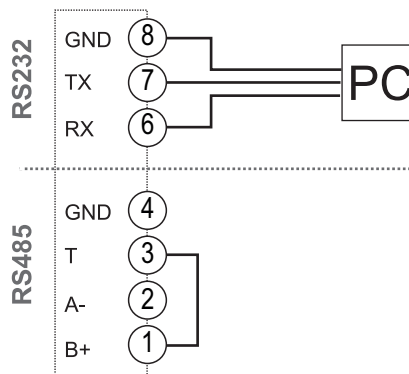 RS232
GND 8
TX 7
RX 6
PC
RS485
GND 4
T 3
A- 2
B+ 1